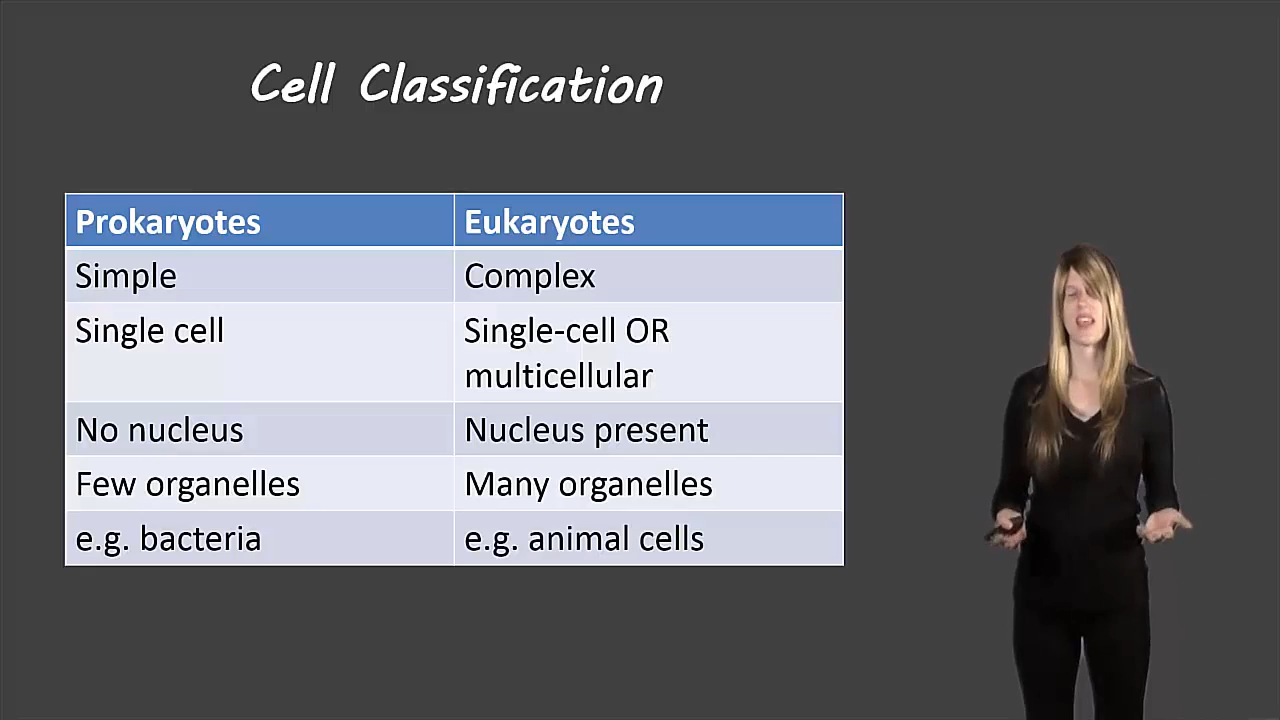 Cell Classification
Prokaryotes
Eukaryotes
Simple
Complex
Single cell
Single-cell OR
multicellular
No nucleus
Nucleus present
Few organelles
Many organelles
e.g. bacteria
e.g. animal cells